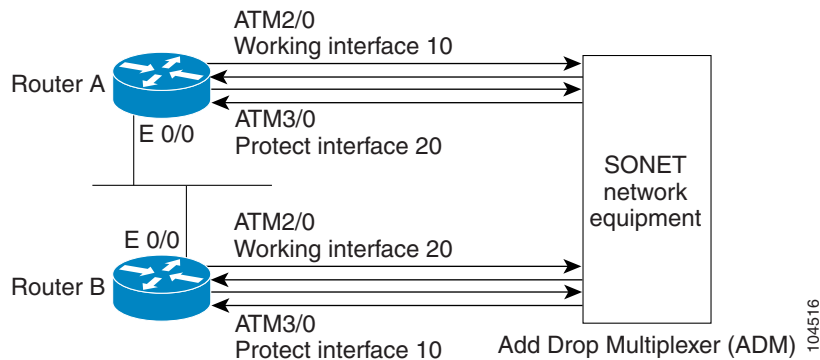 ATM2/0
Working interface 10
Router A
ATM3/0
Protect interface 20
E 0/0
SONET
network
equipment
ATM2/0
Working interface 20
E 0/0
Router B
ATM3/0
Protect interface 10
Add Drop Multiplexer (ADM)
104516